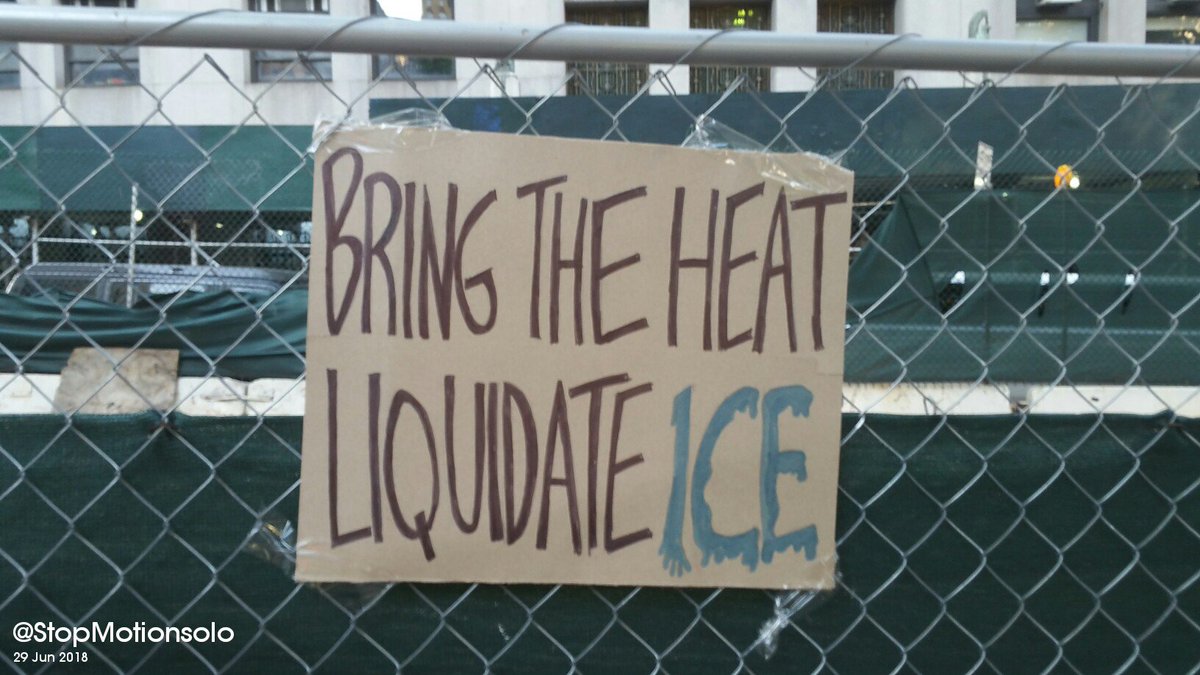 BRING THE HEAT
LIQUIDATE ICE
@StopMotionsolo
29 Jun 2018